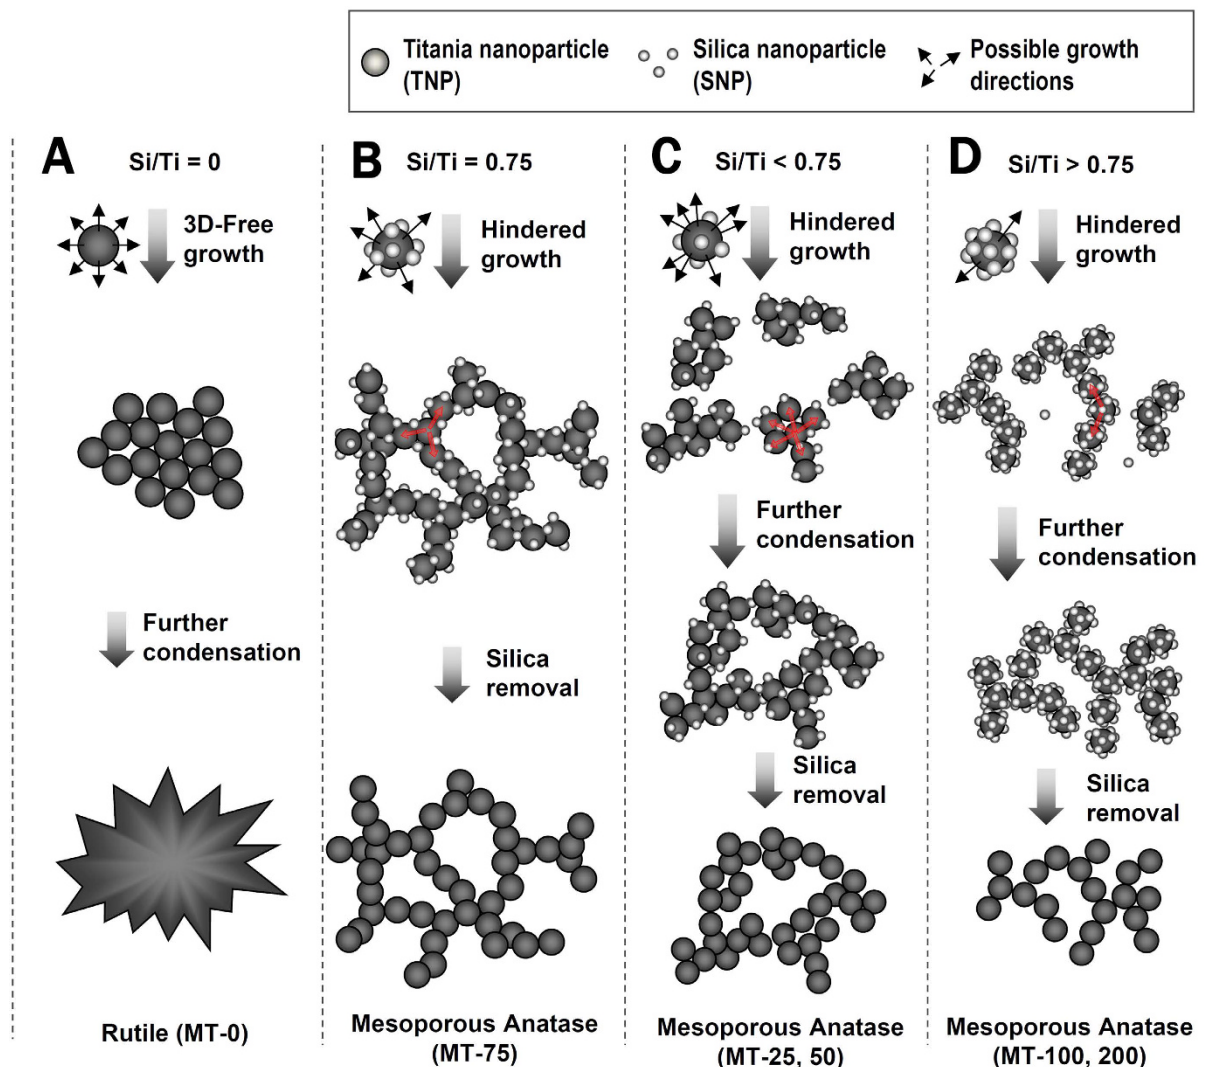 Titania nanoparticle
(TNP)
Silica nanoparticle
(SNP)
Possible growth
directions
A
Si/Ti = 0
3D-Free
growth
Further
condensation
Rutile (MT-0)
B
Si/Ti = 0.75
Hindered
growth
Silica
removal
Mesoporous Anatase
(MT-75)
C
Si/Ti < 0.75
Hindered
growth
Further
condensation
Silica
removal
Mesoporous Anatase
(MT-25, 50)
D
Si/Ti > 0.75
Hindered
growth
Further
condensation
Silica
removal
Mesoporous Anatase
(MT-100, 200)